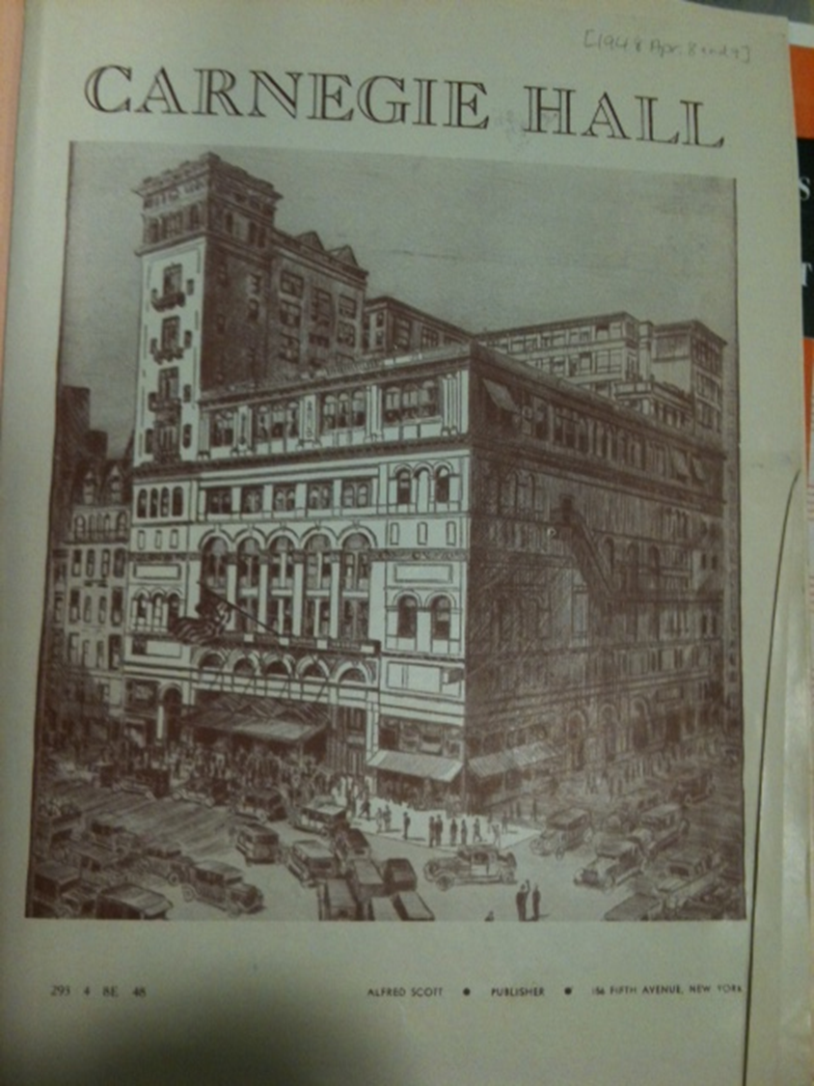 [1948 Apr. 8 and 9]
CARNEGIE HALL
S
T
293 4 8E 48
ALFRED SCOTT • PUBLISHER • 156 FIFTH AVENUE, NEW YORK